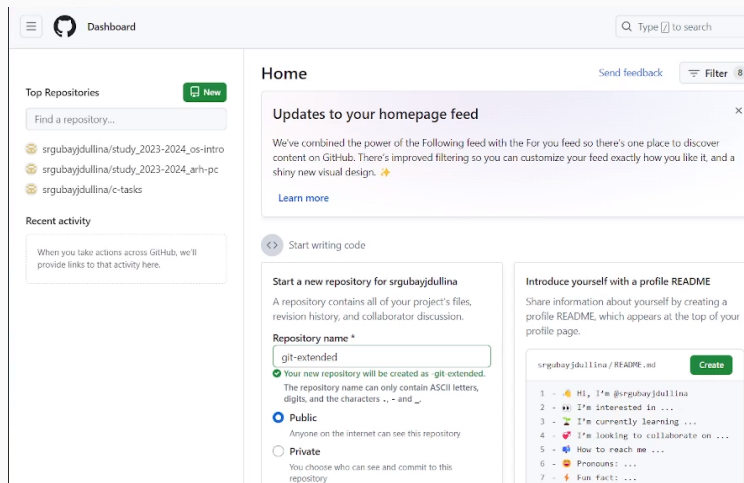 Dashboard
Type / to search
Top Repositories
New
Find a repository...
srgubayjdullina/study_2023-2024_os-intro
srgubayjdullina/study_2023-2024_arh-pc
srgubayjdullina/c-tasks
Recent activity
When you take actions across GitHub, we'll
provide links to that activity here.
Home
Send feedback
Filter 8
Updates to your homepage feed
We've combined the power of the Following feed with the For you feed so there's one place to discover
content on GitHub. There's improved filtering so you can customize your feed exactly how you like it, and a
shiny new visual design. ✨
Learn more
Start writing code
Start a new repository for srgubayjdullina
A repository contains all of your project's files,
revision history, and collaborator discussion.
Repository name *
git-extended
Your new repository will be created as -git-extended.
The repository name can only contain ASCII letters,
digits, and the characters ., - and _.
Public
Anyone on the internet can see this repository
Private
You choose who can see and commit to this
repository
Introduce yourself with a profile README
Share information about yourself by creating a
profile README, which appears at the top of your
profile page.
srgubayjdullina / README.md
Create
1 - 👋 Hi, I'm @srgubayjdullina
2 - 👀 I'm interested in ...
3 - 🌱 I'm currently learning ...
4 - 💞️ I'm looking to collaborate on ...
5 - 📫 How to reach me ...
6 - 😄 Pronouns: ...
7 - ⚡ Fun fact: ...